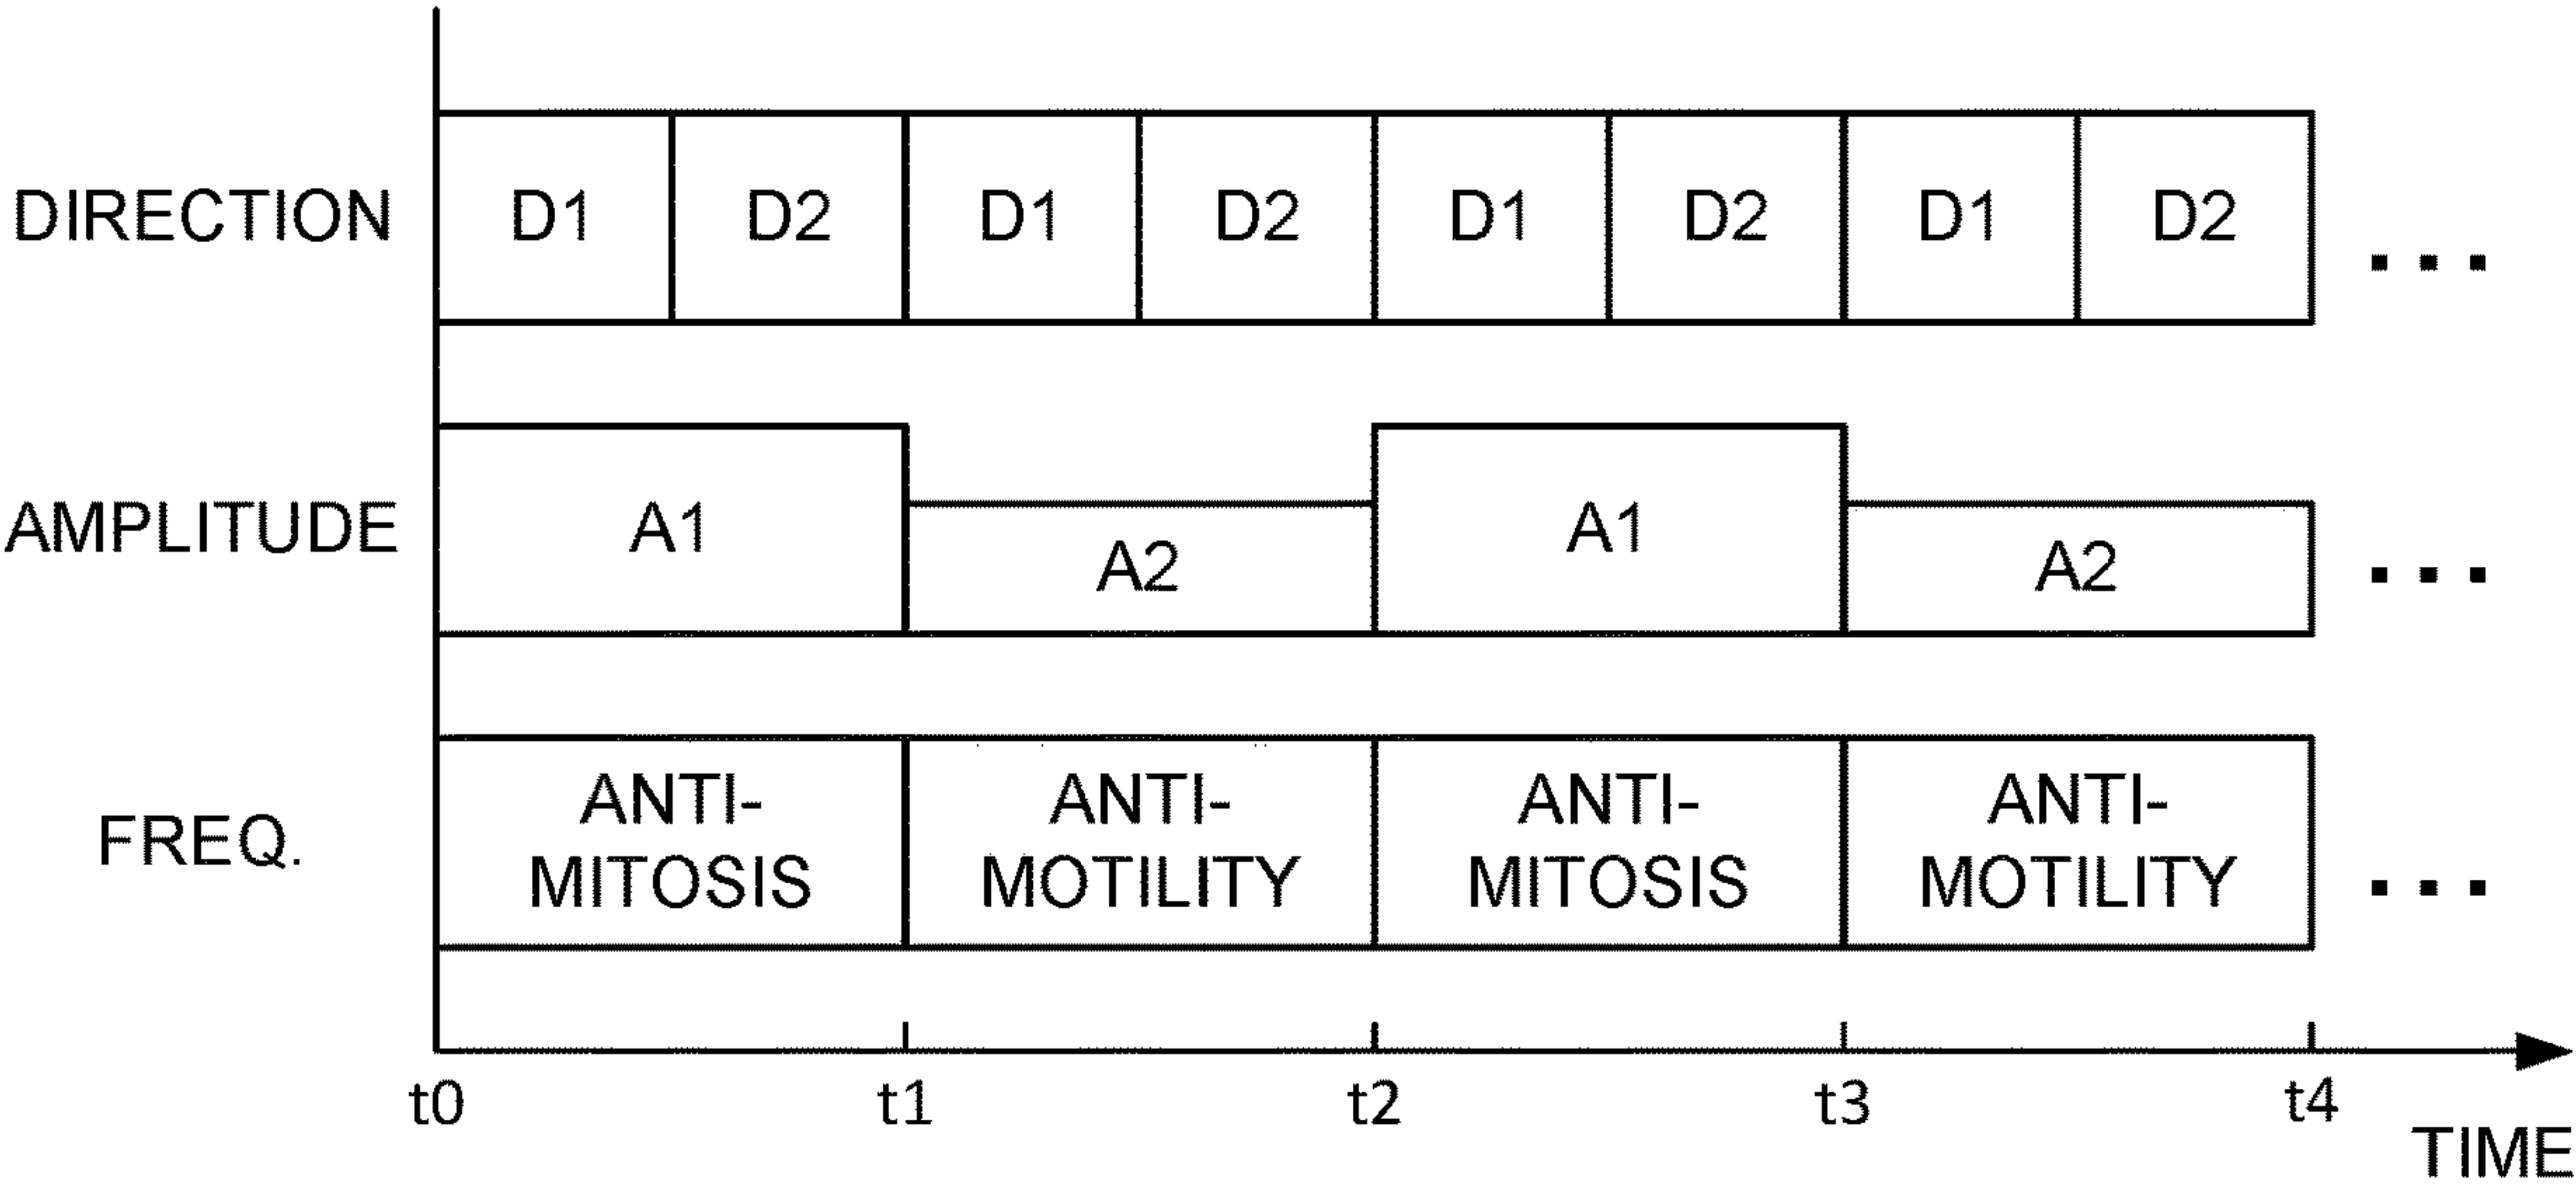 DIRECTION D1 D2 D1 D2 D1 D2 D1 D2 ...
AMPLITUDE A1 A2 A1 A2 ...
ANTI- ANTI- ANTI- ANTI-
FREQ. MITOSIS MOTILITY MITOSIS MOTILITY ...
t0 t1 t2 t3 t4
TIME